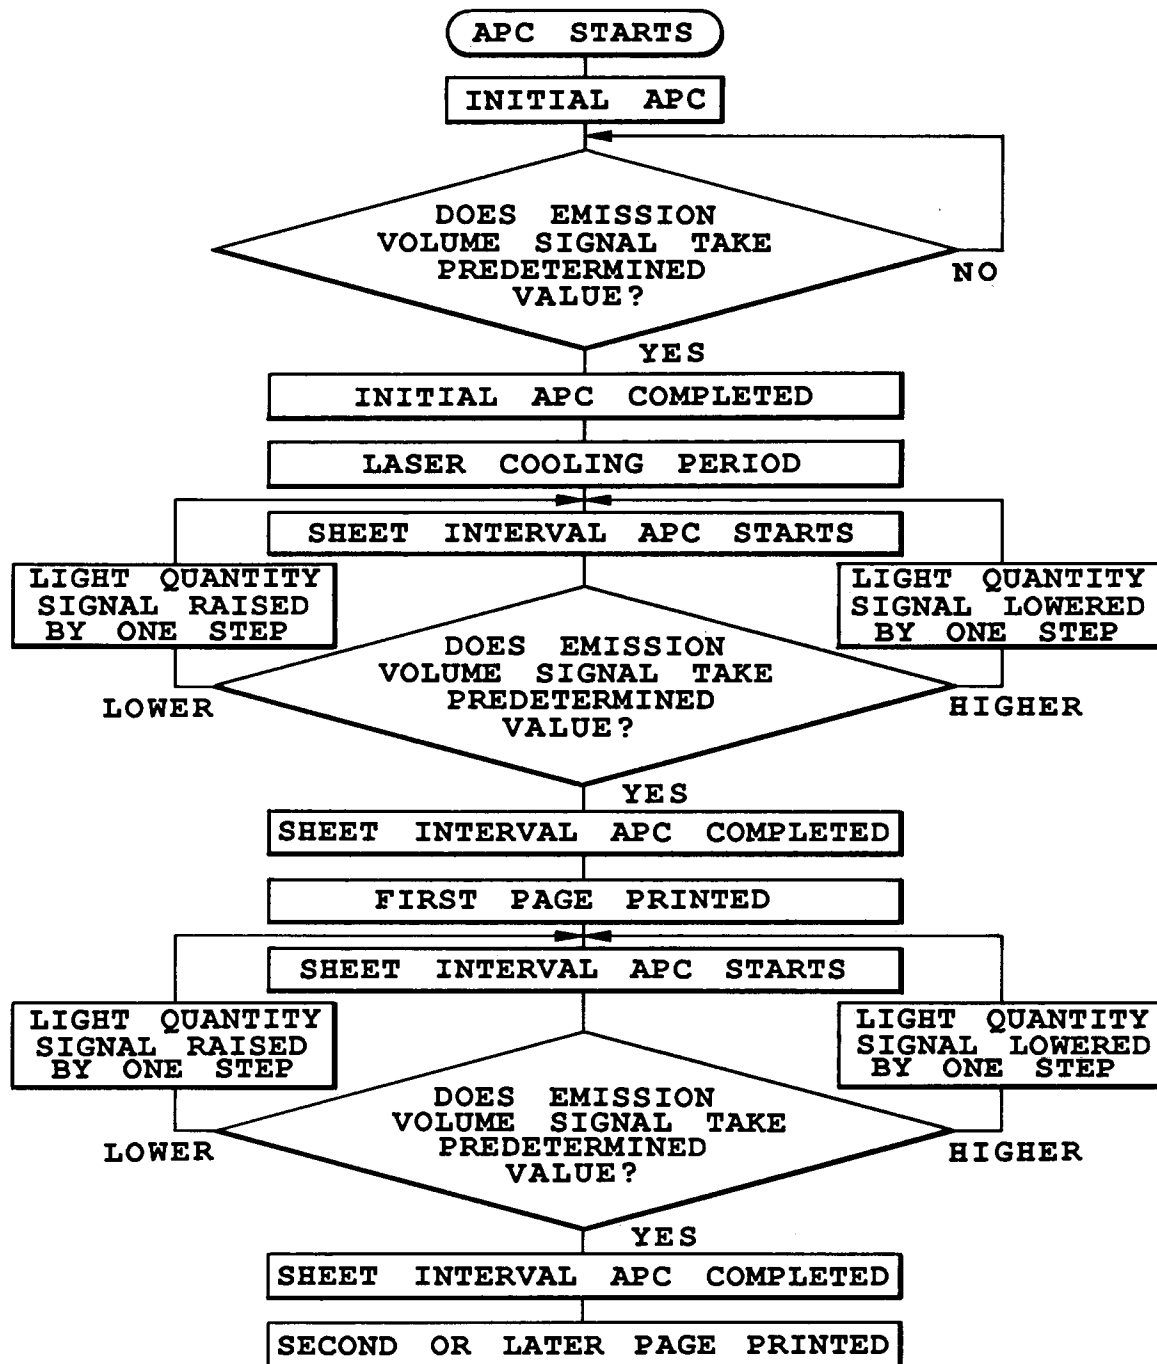 APC STARTS
INITIAL APC
DOES EMISSION
VOLUME SIGNAL TAKE
PREDETERMINED
VALUE?
NO
YES
INITIAL APC COMPLETED
LASER COOLING PERIOD
SHEET INTERVAL APC STARTS
LIGHT QUANTITY
SIGNAL RAISED
BY ONE STEP
LIGHT QUANTITY
SIGNAL LOWERED
BY ONE STEP
DOES EMISSION
VOLUME SIGNAL TAKE
PREDETERMINED
VALUE?
LOWER
HIGHER
YES
SHEET INTERVAL APC COMPLETED
FIRST PAGE PRINTED
SHEET INTERVAL APC STARTS
LIGHT QUANTITY
SIGNAL RAISED
BY ONE STEP
LIGHT QUANTITY
SIGNAL LOWERED
BY ONE STEP
DOES EMISSION
VOLUME SIGNAL TAKE
PREDETERMINED
VALUE?
LOWER
HIGHER
YES
SHEET INTERVAL APC COMPLETED
SECOND OR LATER PAGE PRINTED